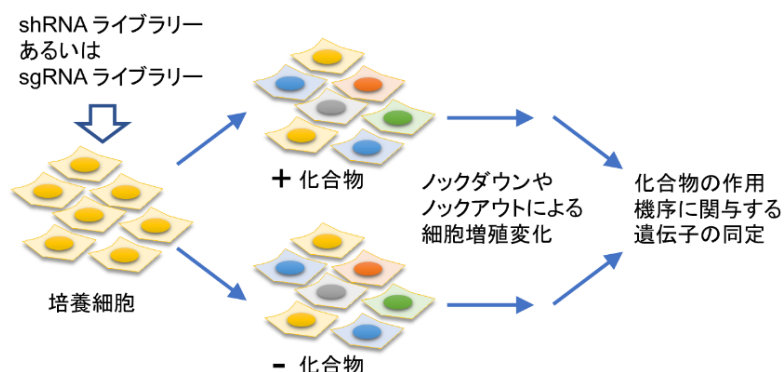 shRNA ライブラリー
あるいは
sgRNA ライブラリー
培養細胞
+ 化合物
- 化合物
ノックダウンや
ノックアウトによる
細胞増殖変化
化合物の作用
機序に関与する
遺伝子の同定